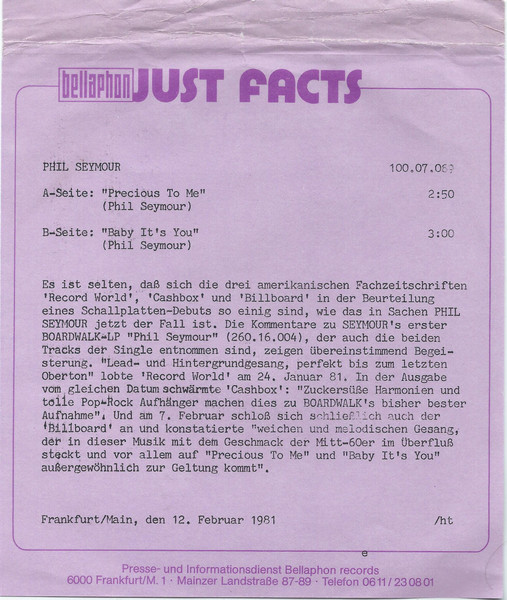 bellaphon JUST FACTS
PHIL SEYMOUR 100.07.08
A-Seite: "Precious To Me" 2:50
(Phil Seymour)
B-Seite: "Baby It's You" 3:00
(Phil Seymour)
Es ist selten, daß sich die drei amerikanischen Fachzeitschriften
'Record World', 'Cashbox' und 'Billboard' in der Beurteilung
eines Schallplatten-Debuts so einig sind, wie das in Sachen PHIL
SEYMOUR jetzt der Fall ist. Die Kommentare zu SEYMOUR's erster
BOARDWALK-LP "Phil Seymour" (260.16.004), der auch die beiden
Tracks der Single entnommen sind, zeigen übereinstimmend Begei-
sterung. "Lead- und Hintergrundgesang, perfekt bis zum letzten
Oberton" lobte 'Record World' am 24. Januar 81. In der Ausgabe
vom gleichen Datum schwärmte 'Cashbox': "Zuckersüße Harmonien und
tolle Pop-Rock Aufhänger machen dies zu BOARDWALK's bisher bester
Aufnahme". Und am 7. Februar schloß sich schließlich auch der
'Billboard' an und konstatierte "weichen und melodischen Gesang,
der in dieser Musik mit dem Geschmack der Mitt-60er im Überfluß
steckt und vor allem auf "Precious To Me" und "Baby It's You"
außergewöhnlich zur Geltung kommt".
Frankfurt/Main, den 12. Februar 1981 /ht
e
Presse- und Informationsdienst Bellaphon records
6000 Frankfurt/M. 1 · Mainzer Landstraße 87-89 · Telefon 0611/230801